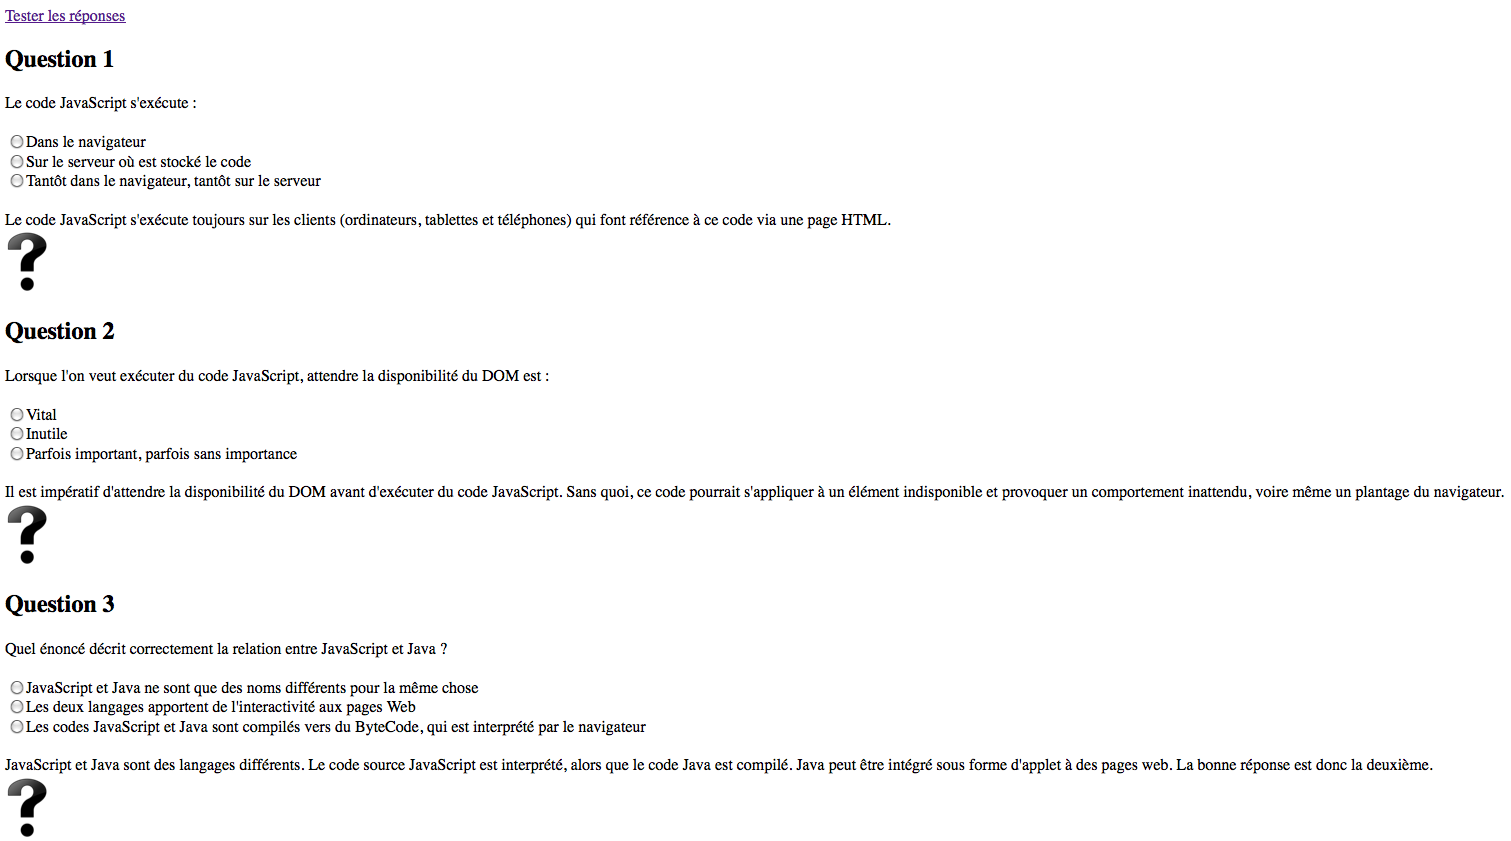 Tester les réponses
Question 1
Le code JavaScript s'exécute :
Dans le navigateur
Sur le serveur où est stocké le code
Tantôt dans le navigateur, tantôt sur le serveur
Le code JavaScript s'exécute toujours sur les clients (ordinateurs, tablettes et téléphones) qui font référence à ce code via une page HTML.
?
Question 2
Lorsque l'on veut exécuter du code JavaScript, attendre la disponibilité du DOM est :
Vital
Inutile
Parfois important, parfois sans importance
Il est impératif d'attendre la disponibilité du DOM avant d'exécuter du code JavaScript. Sans quoi, ce code pourrait s'appliquer à un élément indisponible et provoquer un comportement inattendu, voire même un plantage du navigateur.
?
Question 3
Quel énoncé décrit correctement la relation entre JavaScript et Java ?
JavaScript et Java ne sont que des noms différents pour la même chose
Les deux langages apportent de l'interactivité aux pages Web
Les codes JavaScript et Java sont compilés vers du ByteCode, qui est interprété par le navigateur
JavaScript et Java sont des langages différents. Le code source JavaScript est interprété, alors que le code Java est compilé. Java peut être intégré sous forme d'applet à des pages web. La bonne réponse est donc la deuxième.
?